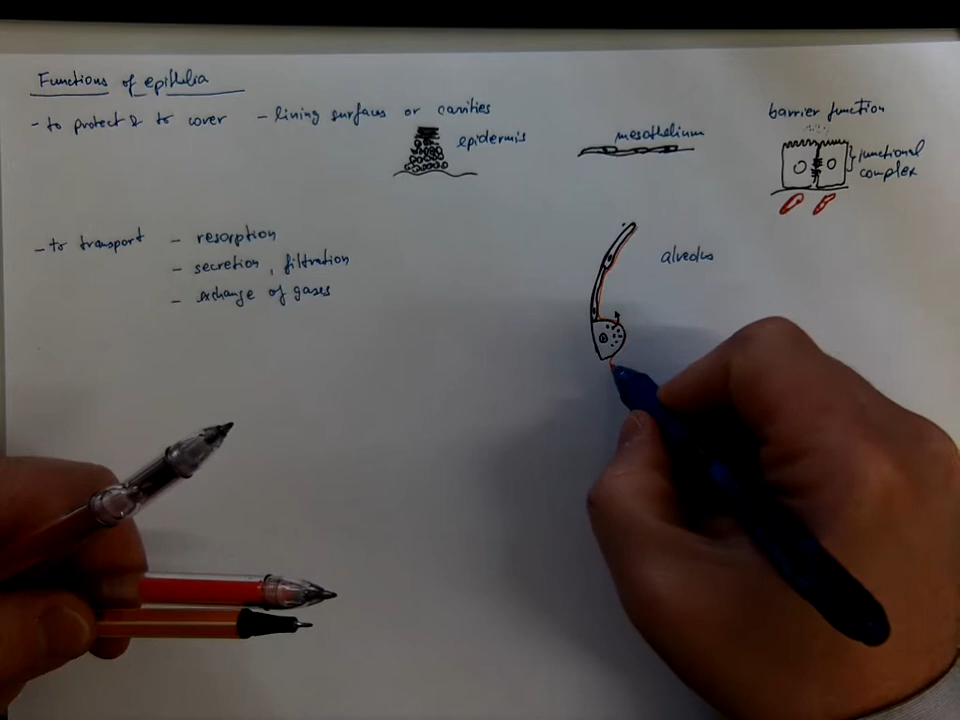 Functions of epithelia
- to protect & to cover - lining surfaces or cavities
epidermis
mesothelium
barrier function
junctional
complex
- to transport - resorption
- secretion, filtration
- exchange of gases
alveolus